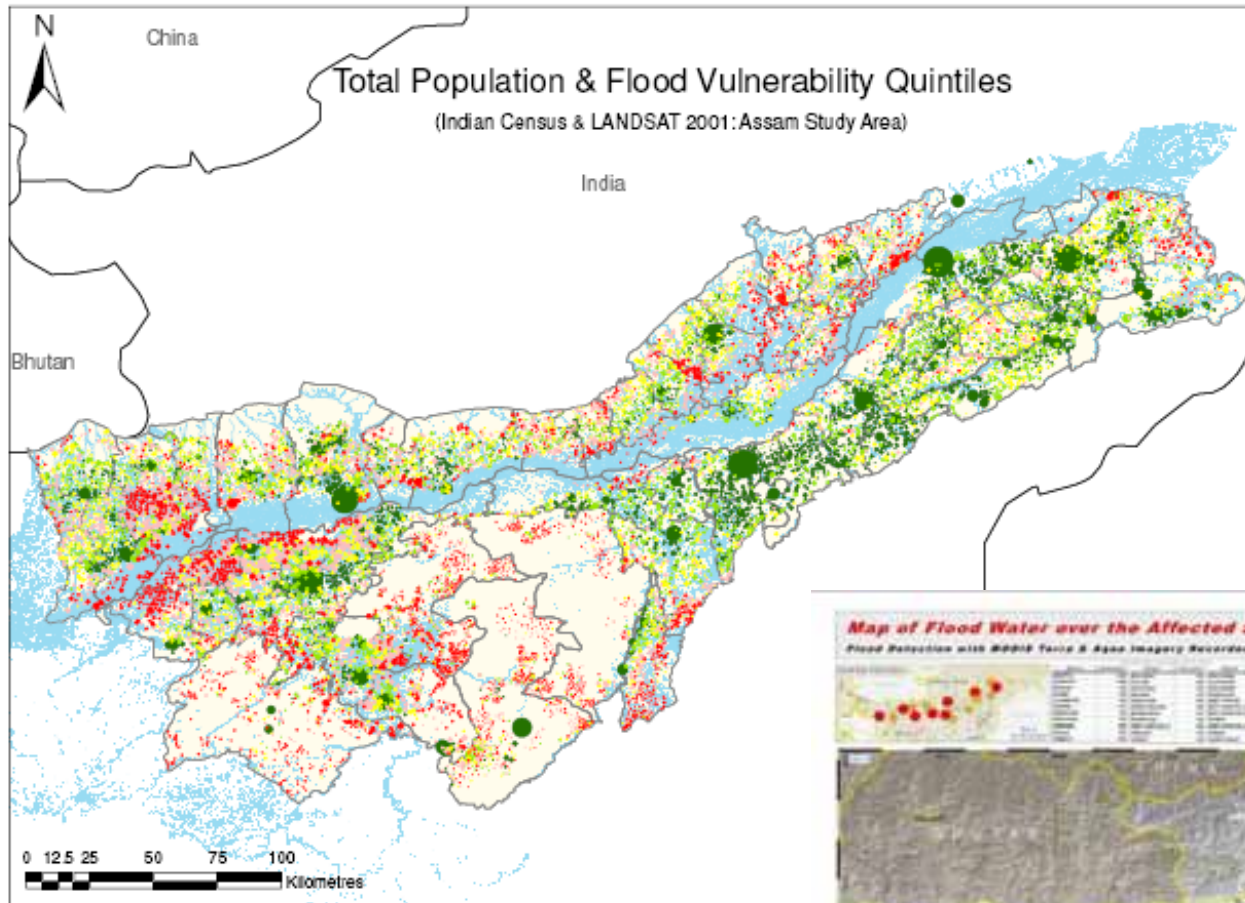 N
China
Total Population & Flood Vulnerability Quintiles
(Indian Census & LANDSAT 2001: Assam Study Area)
India
Bhutan
0 12.5 25 50 75 100
Kilometres
Map of Flood Water over the Affected
Flood Detection with MODIS Terra & Aqua Imagery Recorded